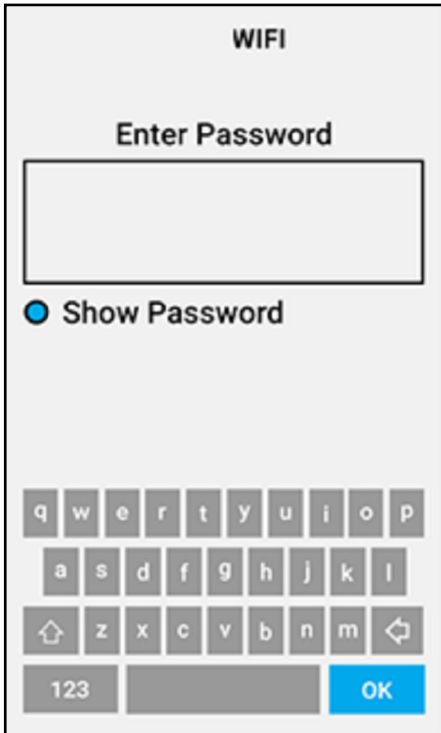 WIFI
Enter Password
Show Password
q w e r t y u i o p
a s d f g h j k l
z x c v b n m
123 OK